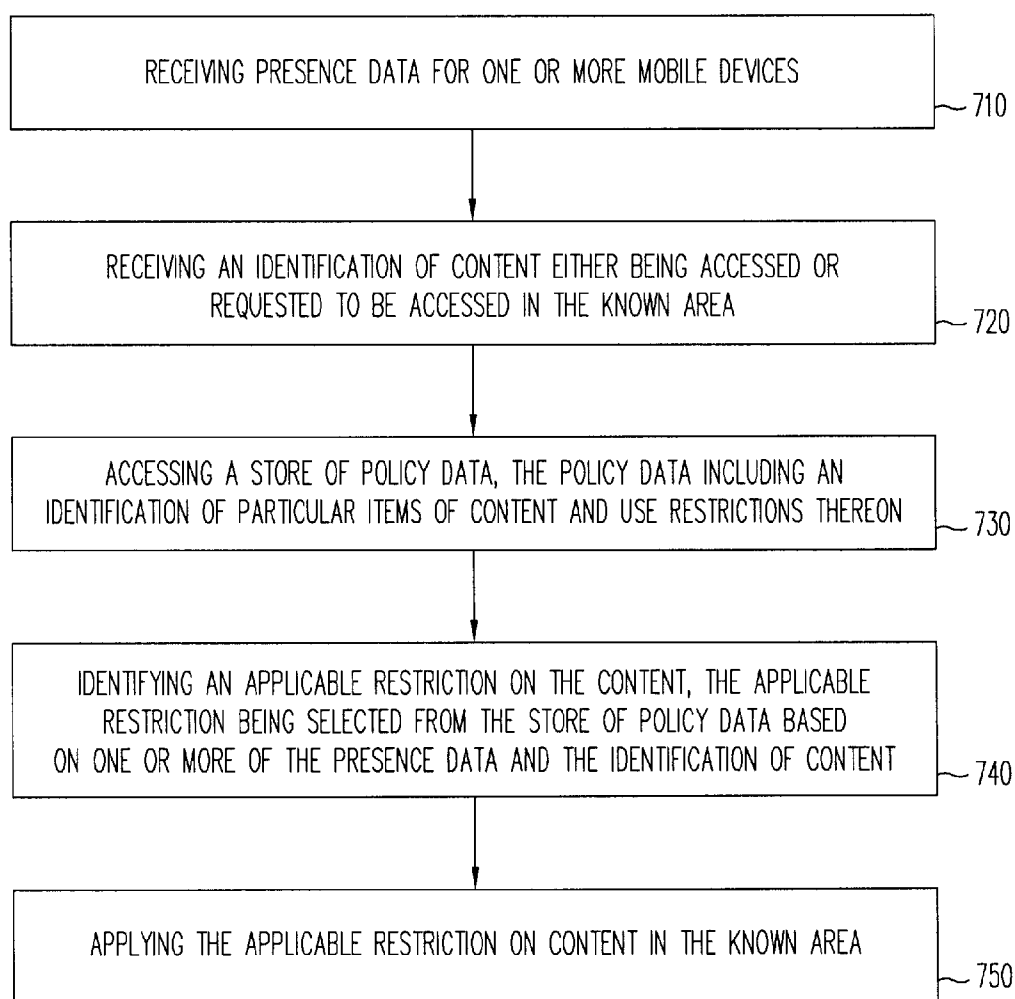 RECEIVING PRESENCE DATA FOR ONE OR MORE MOBILE DEVICES
710
RECEIVING AN IDENTIFICATION OF CONTENT EITHER BEING ACCESSED OR
REQUESTED TO BE ACCESSED IN THE KNOWN AREA
720
ACCESSING A STORE OF POLICY DATA, THE POLICY DATA INCLUDING AN
IDENTIFICATION OF PARTICULAR ITEMS OF CONTENT AND USE RESTRICTIONS THEREON
730
IDENTIFYING AN APPLICABLE RESTRICTION ON THE CONTENT, THE APPLICABLE
RESTRICTION BEING SELECTED FROM THE STORE OF POLICY DATA BASED
ON ONE OR MORE OF THE PRESENCE DATA AND THE IDENTIFICATION OF CONTENT
740
APPLYING THE APPLICABLE RESTRICTION ON CONTENT IN THE KNOWN AREA
750